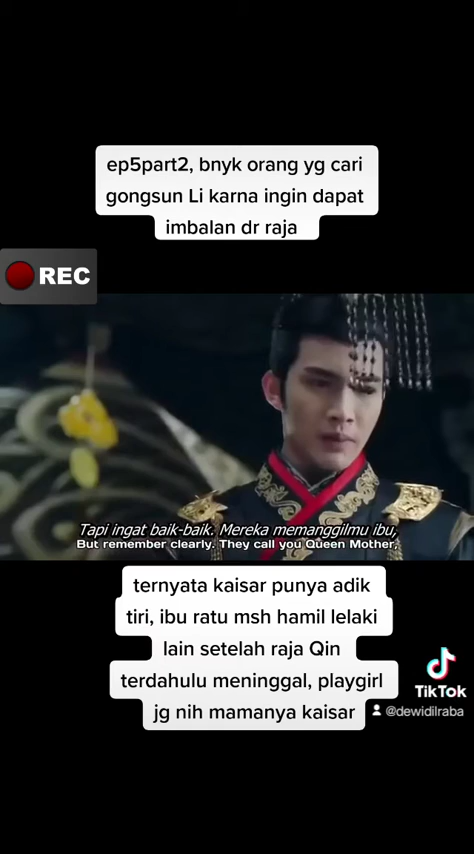 ep5part2, bnyk orang yg cari
gongsun Li karna ingin dapat
imbalan dr raja
REC
Tapi ingat baik-baik. Mereka memanggilmu ibu,
But remember clearly. They call you Queen Mother,
ternyata kaisar punya adik
tiri, ibu ratu msh hamil lelaki
lain setelah raja Qin
terdahulu meninggal, playgirl
jg nih mamanya kaisar
TikTok
@dewidilraba